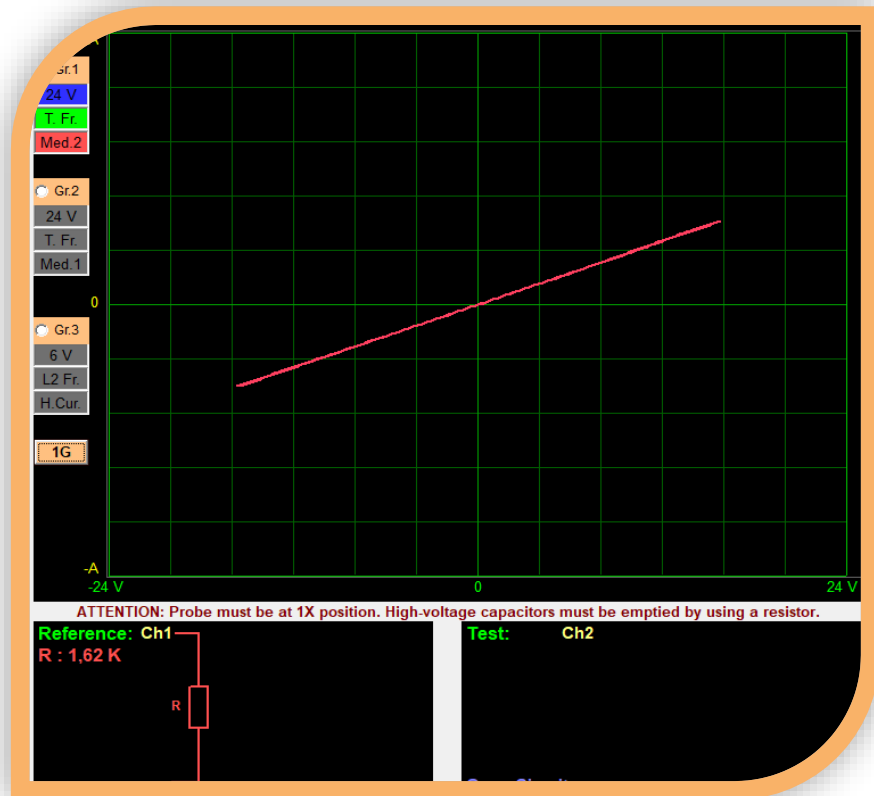 Gr.1
24 V
T. Fr.
Med.2
Gr.2
24 V
T. Fr.
Med.1
0
Gr.3
6 V
L2 Fr.
H.Cur.
1G
-A
-24 V 0 24 V
ATTENTION: Probe must be at 1X position. High-voltage capacitors must be emptied by using a resistor.
Reference: Ch1
R : 1,62 K
R
Test: Ch2